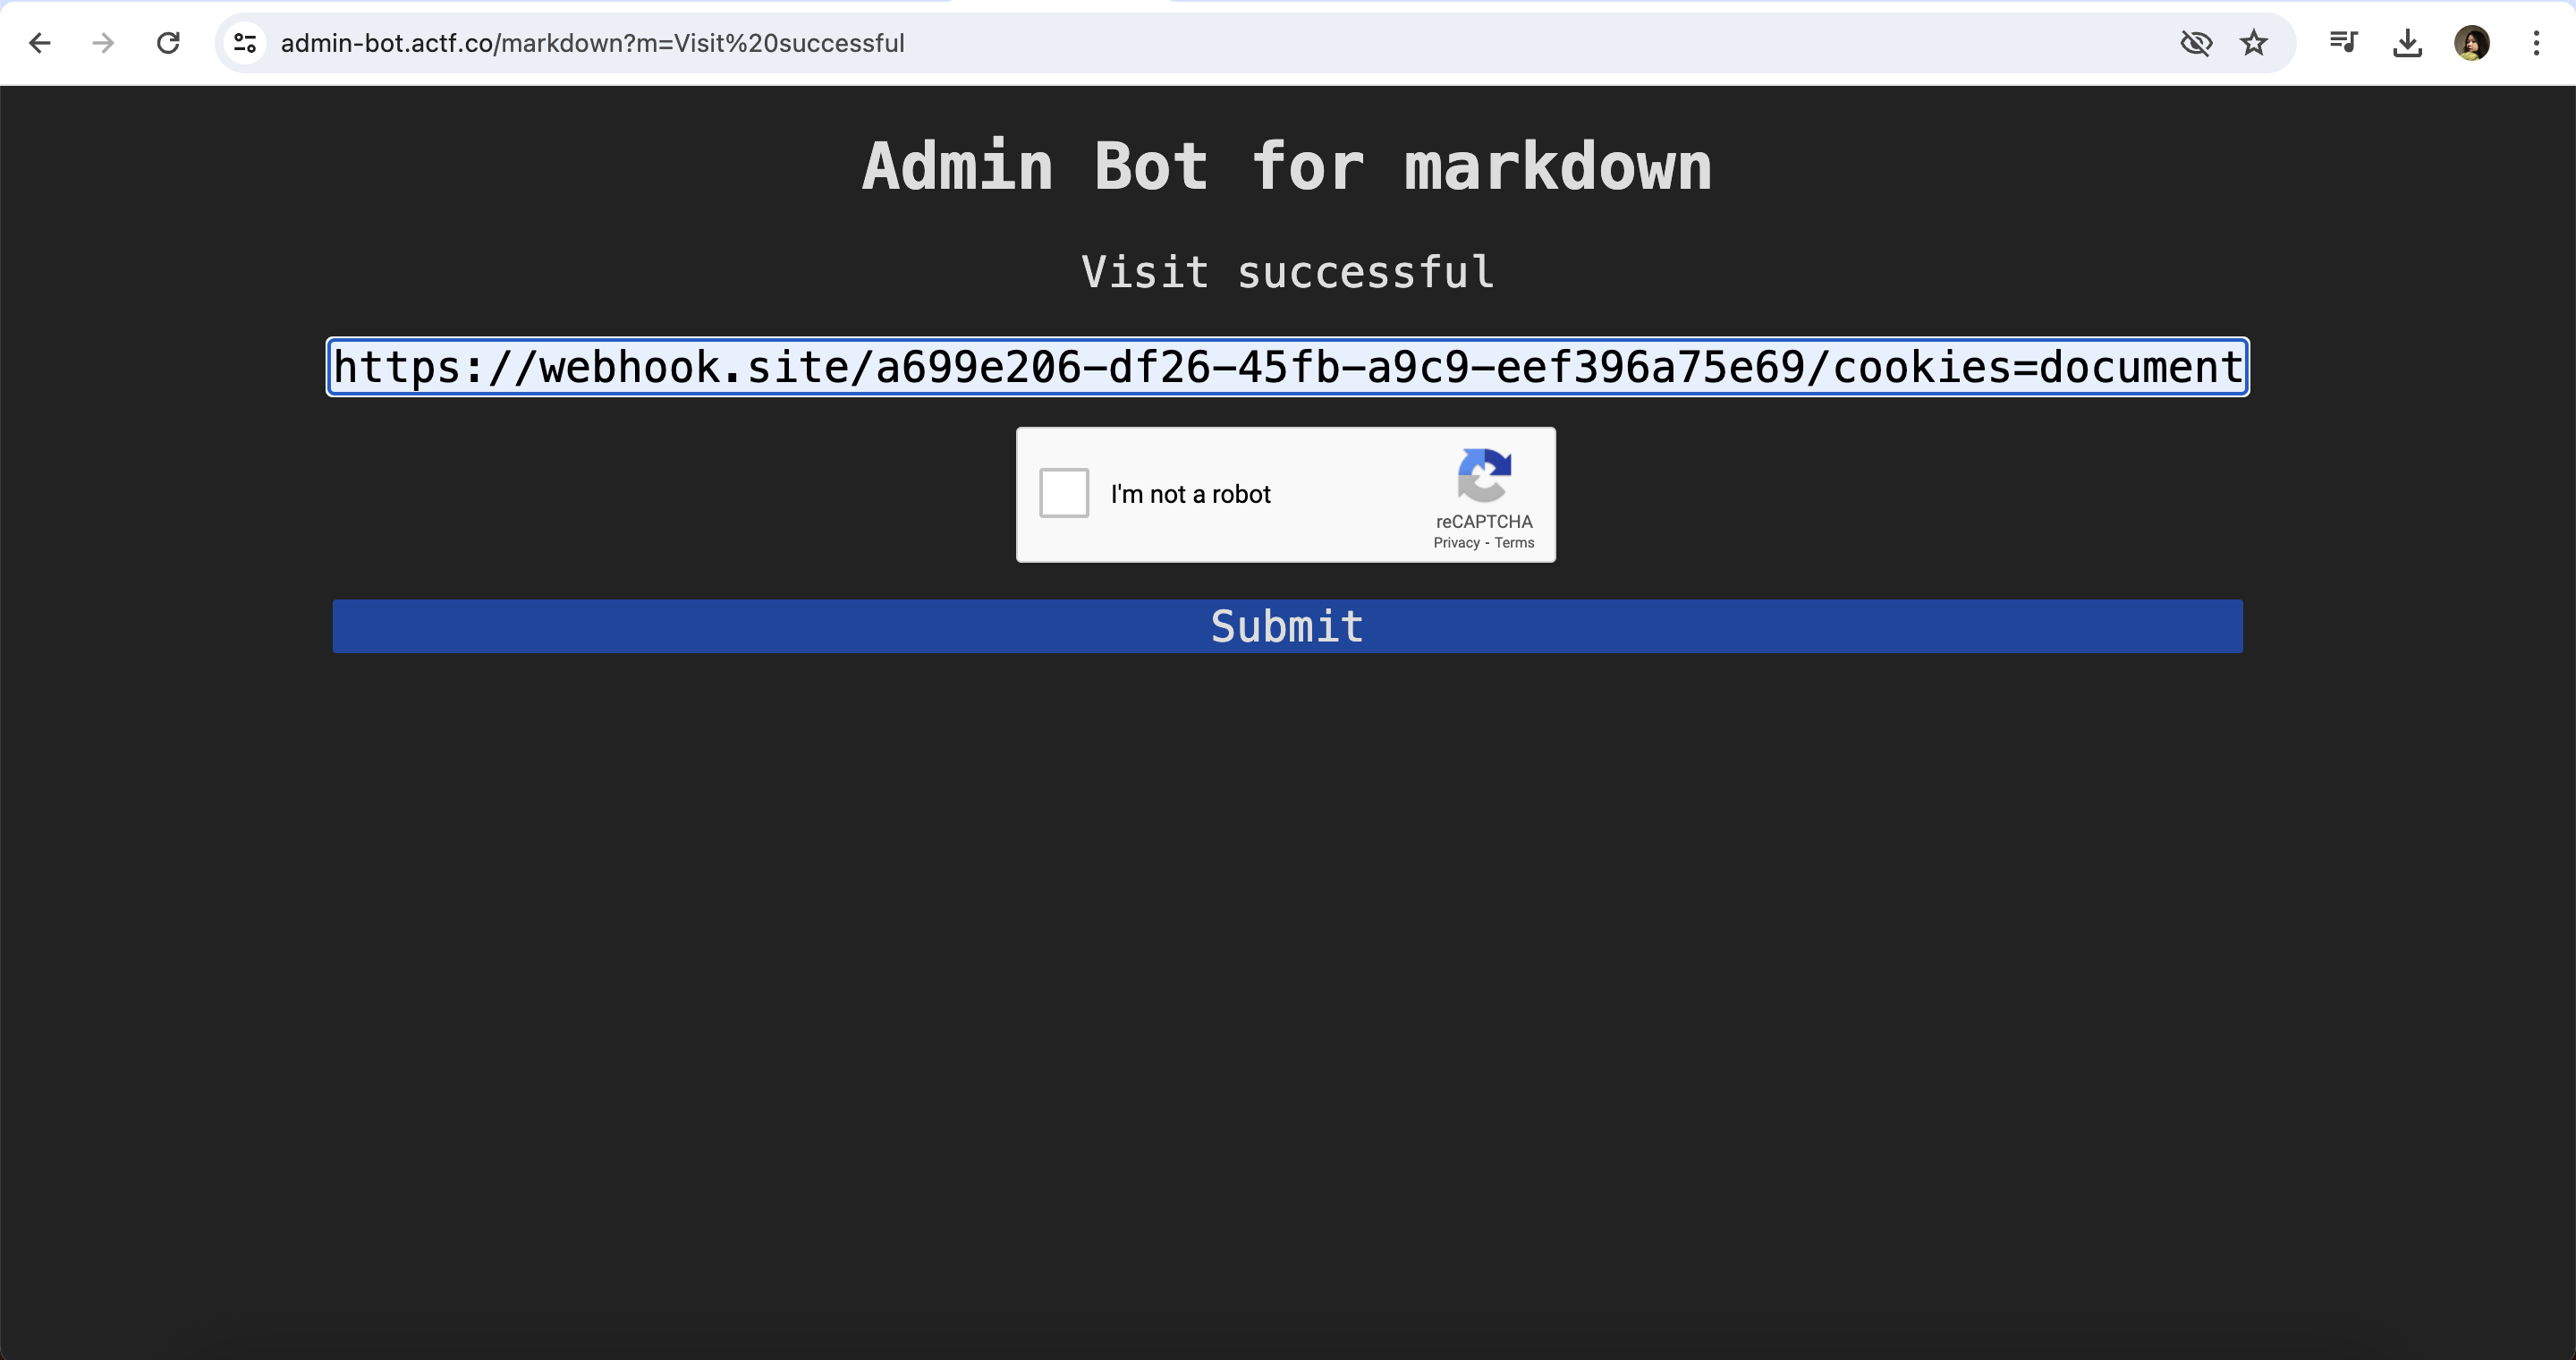 admin-bot.actf.co/markdown?m=Visit%20successful
Admin Bot for markdown
Visit successful
https://webhook.site/a699e206-df26-45fb-a9c9-eef396a75e69/cookies=document
I'm not a robot
reCAPTCHA
Privacy - Terms
Submit